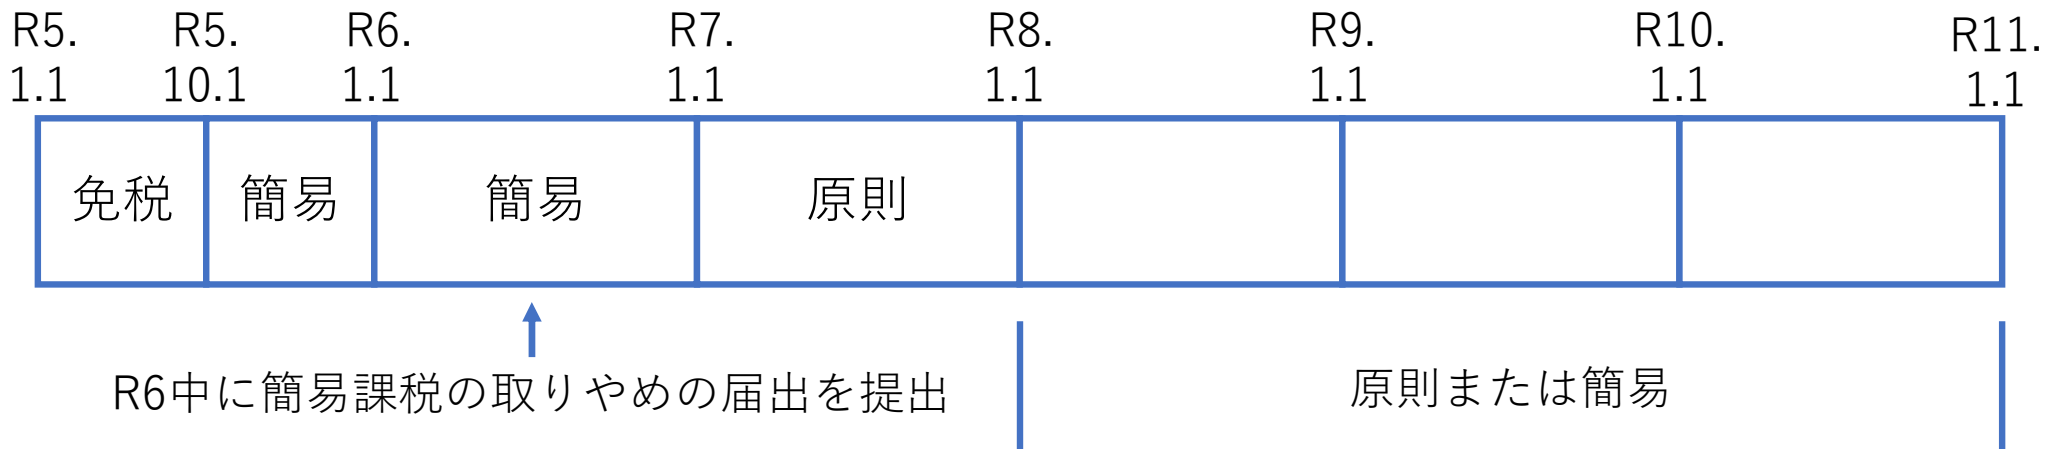 R5. R5. R6. R7. R8. R9. R10. R11.
1.1 10.1 1.1 1.1 1.1 1.1 1.1 1.1
免税 簡易 簡易 原則
R6中に簡易課税の取りやめの届出を提出 原則または簡易